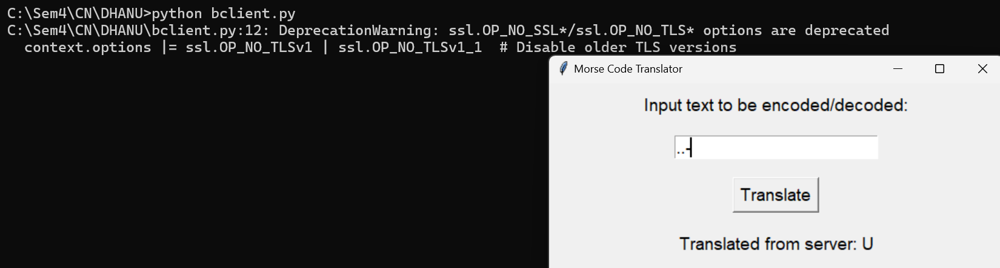 C:\Sem4\CN\DHANU>python bclient.py
C:\Sem4\CN\DHANU\bclient.py:12: DeprecationWarning: ssl.OP_NO_SSL*/ssl.OP_NO_TLS* options are deprecated
  context.options |= ssl.OP_NO_TLSv1 | ssl.OP_NO_TLSv1_1  # Disable older TLS versions
Morse Code Translator
Input text to be encoded/decoded:
..-
Translate
Translated from server: U